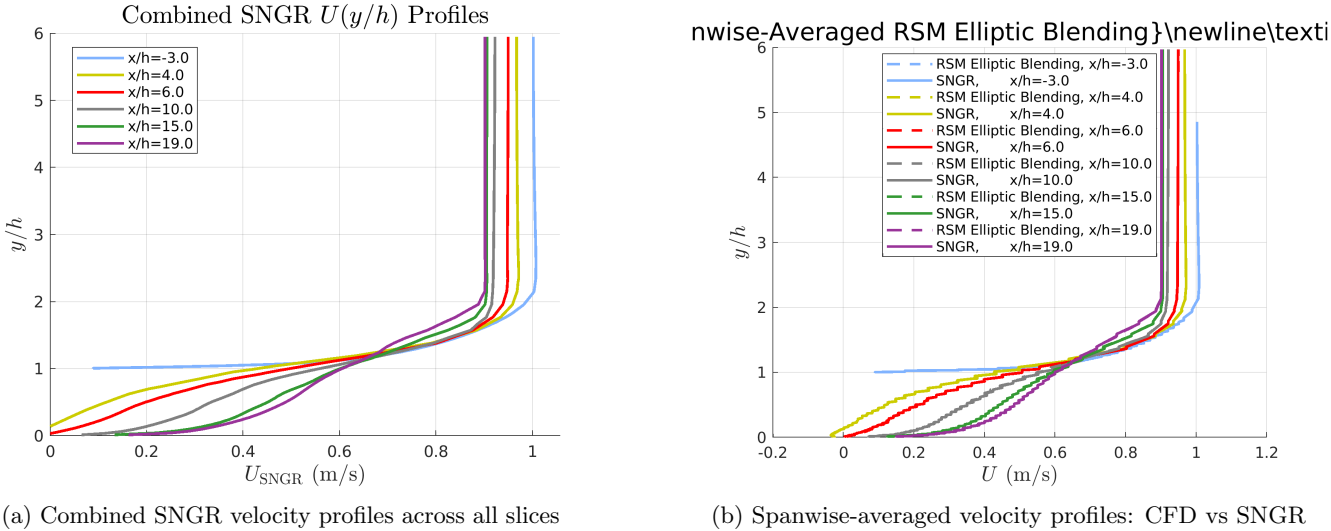 Combined SNGR U(y/h) Profiles
6
5
4
3
2
1
0
y/h
x/h=-3.0
x/h=4.0
x/h=6.0
x/h=10.0
x/h=15.0
x/h=19.0
0 0.2 0.4 0.6 0.8 1
U_SNGR (m/s)
(a) Combined SNGR velocity profiles across all slices
nwise-Averaged RSM Elliptic Blending}\newline\texti
6
5
4
3
2
1
0
y/h
RSM Elliptic Blending, x/h=-3.0
SNGR, x/h=-3.0
RSM Elliptic Blending, x/h=4.0
SNGR, x/h=4.0
RSM Elliptic Blending, x/h=6.0
SNGR, x/h=6.0
RSM Elliptic Blending, x/h=10.0
SNGR, x/h=10.0
RSM Elliptic Blending, x/h=15.0
SNGR, x/h=15.0
RSM Elliptic Blending, x/h=19.0
SNGR, x/h=19.0
-0.2 0 0.2 0.4 0.6 0.8 1 1.2
U (m/s)
(b) Spanwise-averaged velocity profiles: CFD vs SNGR